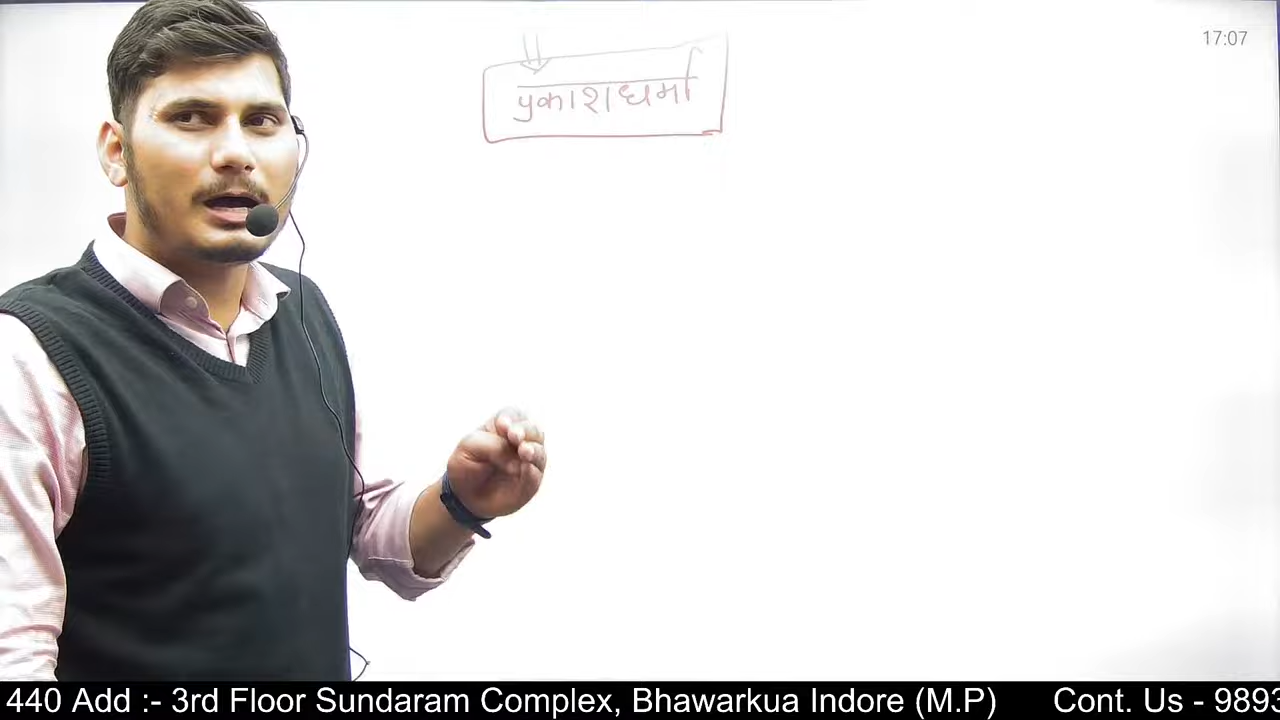 17:07
प्रकाशधर्मा
440 Add :- 3rd Floor Sundaram Complex, Bhawarkua Indore (M.P) Cont. Us - 9893